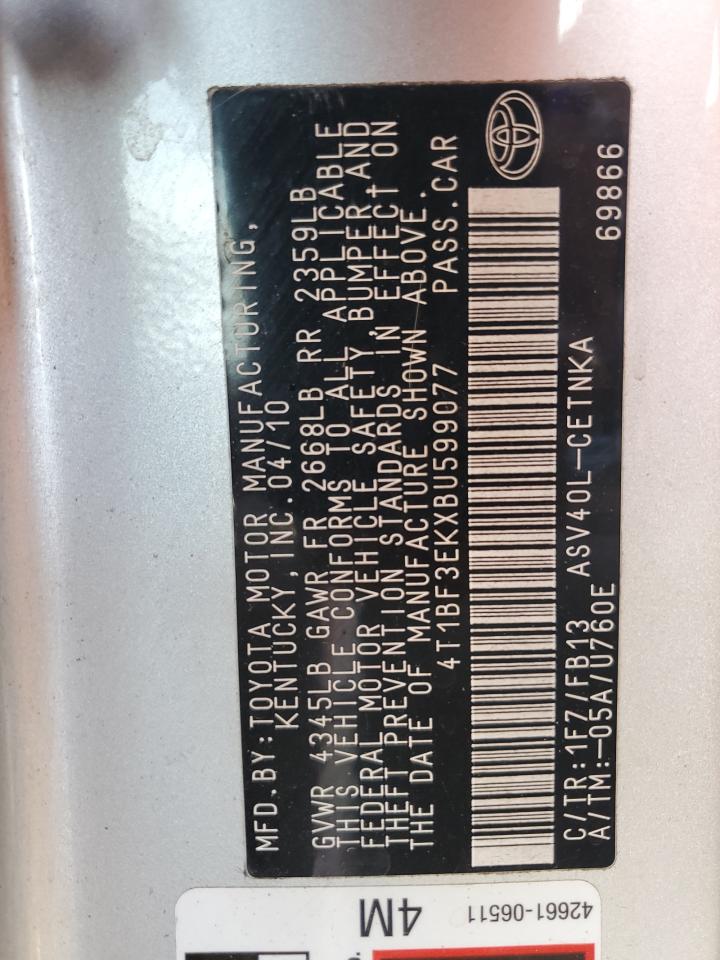 MFD.BY:TOYOTA MOTOR MANUFACTURING,
KENTUCKY, INC.04/10
GVWR 4345LB GAWR FR 2668LB RR 2359LB
THIS VEHICLE CONFORMS TO ALL APPLICABLE
FEDERAL MOTOR VEHICLE SAFETY, BUMPER, AND
THEFT PREVENTION STANDARDS IN EFFECT ON
THE DATE OF MANUFACTURE SHOWN ABOVE.
4T1BF3EKXBU599077 PASS.CAR
C/TR:1F7/FB13 ASV40L-CETNKA
A/TM:-05A/U760E 69866
4M
42661-06511